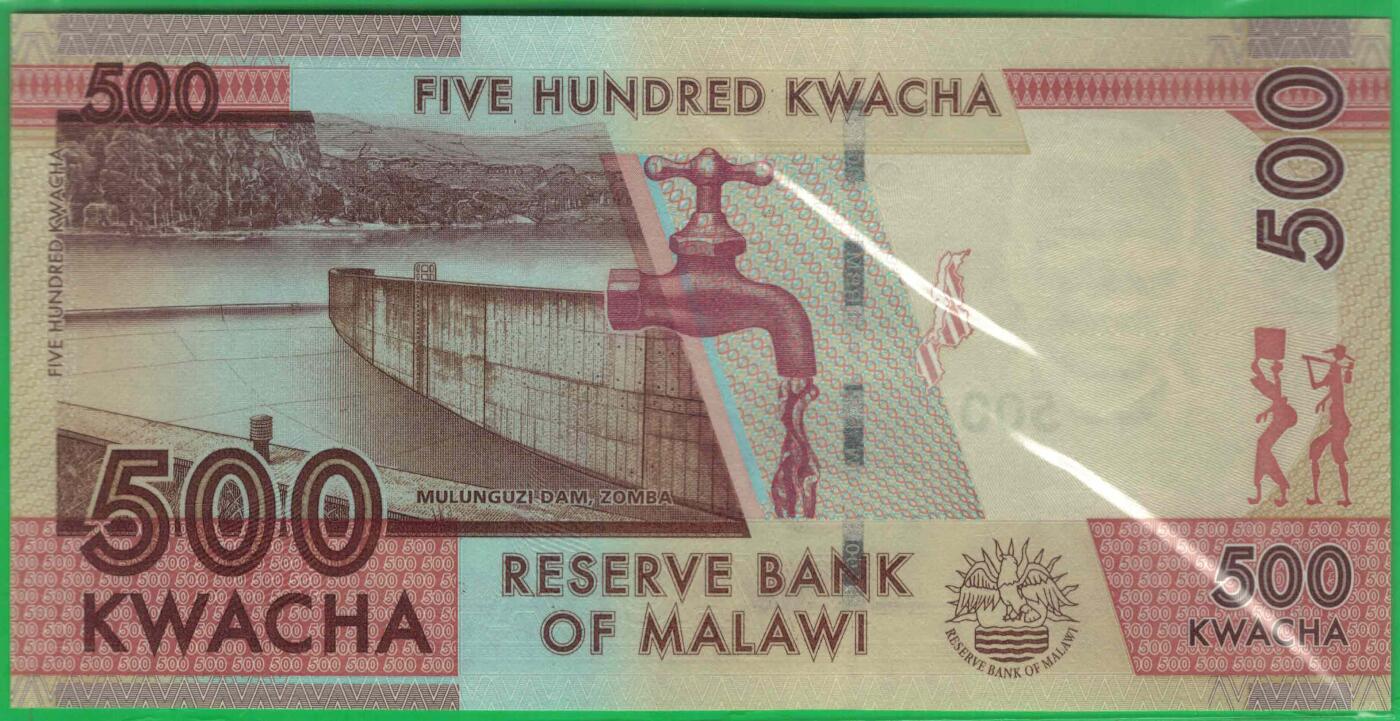 500
FIVE HUNDRED KWACHA
500
FIVE HUNDRED KWACHA
MULUNGUZI DAM, ZOMBA
500
KWACHA
RESERVE BANK
OF MALAWI
RESERVE BANK OF MALAWI
500
KWACHA